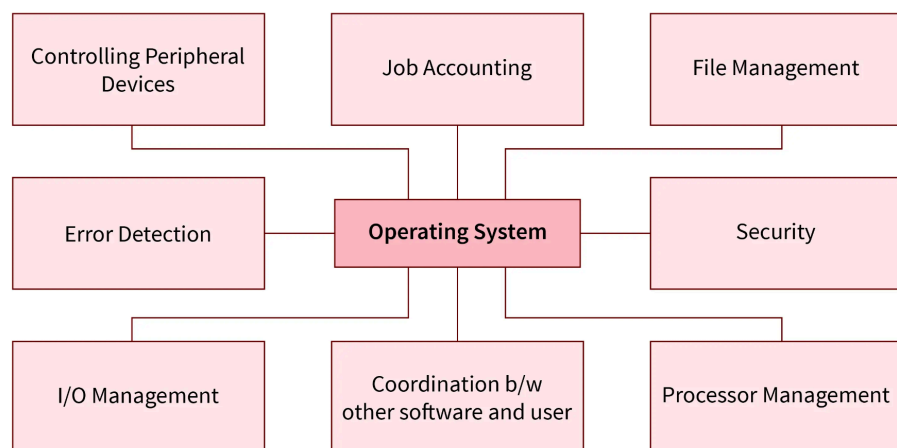 Controlling Peripheral
Devices
Job Accounting
File Management
Error Detection
Operating System
Security
I/O Management
Coordination b/w
other software and user
Processor Management